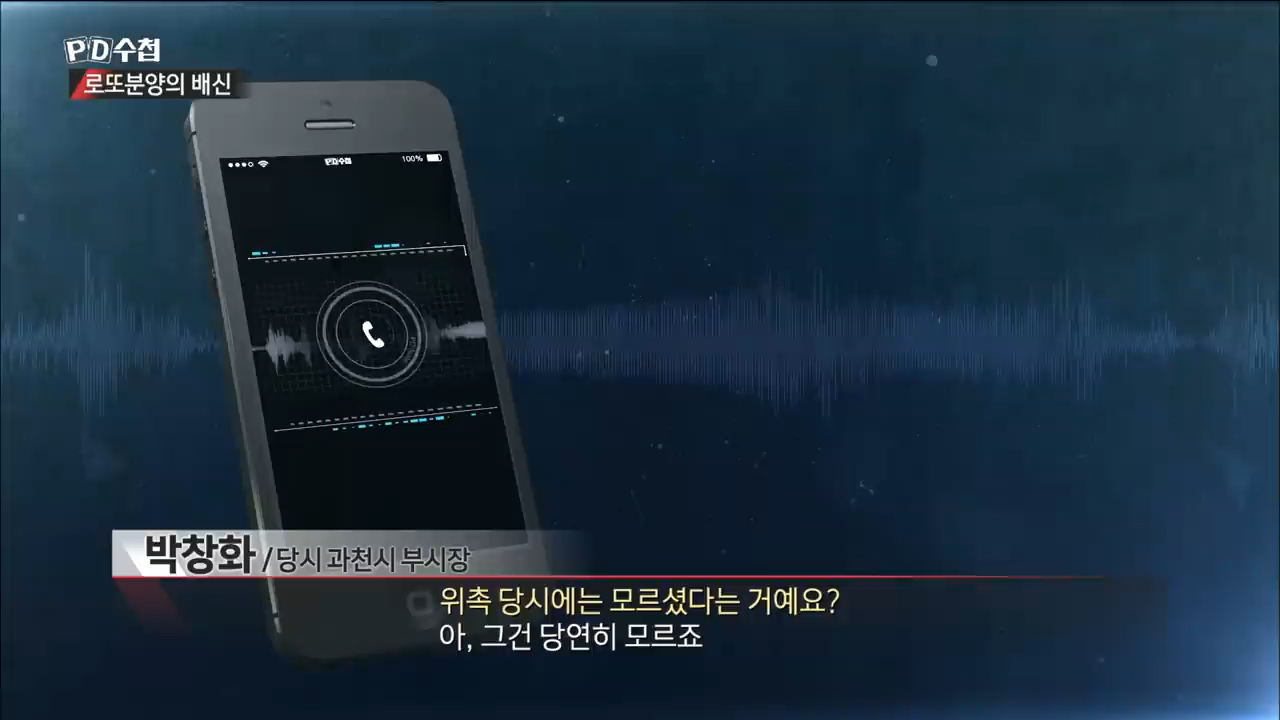 PD수첩
로또분양의 배신
PD수첩
100%
박창화 / 당시 과천시 부시장
위촉 당시에는 모르셨다는 거예요?
아, 그건 당연히 모르죠